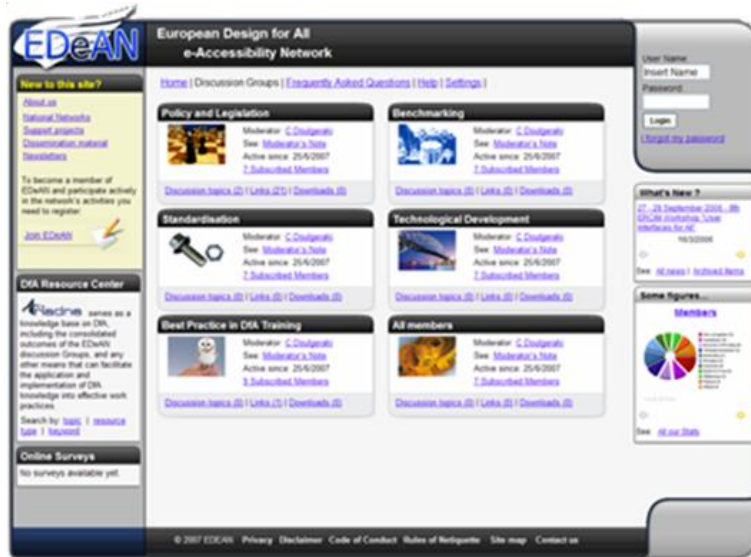 EDeAN
European Design for All
e-Accessibility Network
New to this site?
About us
National Networks
Support projects
Dissemination material
Newsletters
To become a member of
EDeAN and participate actively
in the network's activities you
need to register:
Join EDeAN
DfA Resource Center
Ariadne serves as a
knowledge base on DfA,
including the consolidated
outcomes of the EDeAN
discussion Groups, and any
other means that can facilitate
the application and
implementation of DfA
knowledge into effective work
practices.
Search by: topic | resource
type | keyword
Online Surveys
No surveys available yet.
Home | Discussion Groups | Frequently Asked Questions | Help | Settings |
Policy and Legislation
Moderator: C.Doulgeraki
See: Moderator's Note
Active since: 25/6/2007
7 Subscribed Members
Discussion topics (2) | Links (21) | Downloads (0)
Benchmarking
Moderator: C.Doulgeraki
See: Moderator's Note
Active since: 25/6/2007
7 Subscribed Members
Discussion topics (0) | Links (0) | Downloads (0)
Standardisation
Moderator: C.Doulgeraki
See: Moderator's Note
Active since: 25/6/2007
7 Subscribed Members
Discussion topics (0) | Links (0) | Downloads (0)
Technological Development
Moderator: C.Doulgeraki
See: Moderator's Note
Active since: 25/6/2007
7 Subscribed Members
Discussion topics (0) | Links (0) | Downloads (0)
Best Practice in DfA Training
Moderator: C.Doulgeraki
See: Moderator's Note
Active since: 25/6/2007
9 Subscribed Members
Discussion topics (0) | Links (1) | Downloads (0)
All members
Moderator: C.Doulgeraki
See: Moderator's Note
Active since: 25/6/2007
7 Subscribed Members
Discussion topics (0) | Links (0) | Downloads (0)
User Name:
Insert Name
Password:
Login
I forgot my password
What's New ?
27 - 28 September 2006 - 9th
ERCIM Workshop "User
Interfaces for All"
See: All news | Archived Items
Some figures...
Members
See: All our Stats
© 2007 EDEAN Privacy Disclaimer Code of Conduct Rules of Netiquette Site map Contact us